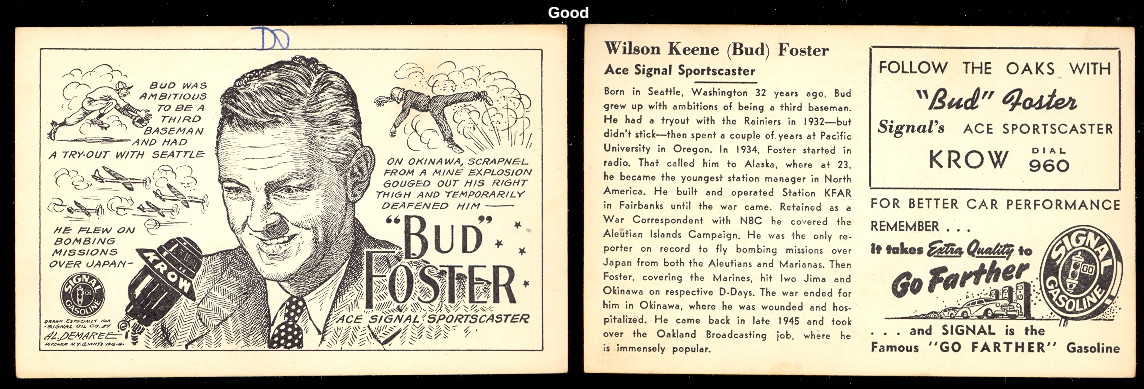 Good
DO
BUD WAS
AMBITIOUS
TO BE A
THIRD
BASEMAN
AND HAD
A TRY-OUT WITH SEATTLE
ON OKINAWA, SCRAPNEL
FROM A MINE EXPLOSION
GOUGED OUT HIS RIGHT
THIGH AND TEMPORARILY
DEAFENED HIM —
HE FLEW ON
BOMBING
MISSIONS
OVER JAPAN-
KROW
SIGNAL
GASOLINE
"BUD"
FOSTER
ACE SIGNAL SPORTSCASTER
DRAWN ESPECIALLY FOR
"SIGNAL OIL CO." BY
AL DEMAREE
PITCHER N.Y. GIANTS
Wilson Keene (Bud) Foster
Ace Signal Sportscaster
Born in Seattle, Washington 32 years ago, Bud
grew up with ambitions of being a third baseman.
He had a tryout with the Rainiers in 1932—but
didn't stick—then spent a couple of years at Pacific
University in Oregon. In 1934, Foster started in
radio. That called him to Alaska, where at 23,
he became the youngest station manager in North
America. He built and operated Station KFAR
in Fairbanks until the war came. Retained as a
War Correspondent with NBC he covered the
Aleutian Islands Campaign. He was the only re-
porter on record to fly bombing missions over
Japan from both the Aleutians and Marianas. Then
Foster, covering the Marines, hit Iwo Jima and
Okinawa on respective D-Days. The war ended for
him in Okinawa, where he was wounded and hos-
pitalized. He came back in late 1945 and took
over the Oakland Broadcasting job, where he
is immensely popular.
FOLLOW THE OAKS WITH
"Bud" Foster
Signal's ACE SPORTSCASTER
KROW DIAL 960
FOR BETTER CAR PERFORMANCE
REMEMBER . . .
it takes Extra Quality to
Go Farther
SIGNAL
GO
GASOLINE
. . . and SIGNAL is the
Famous "GO FARTHER" Gasoline